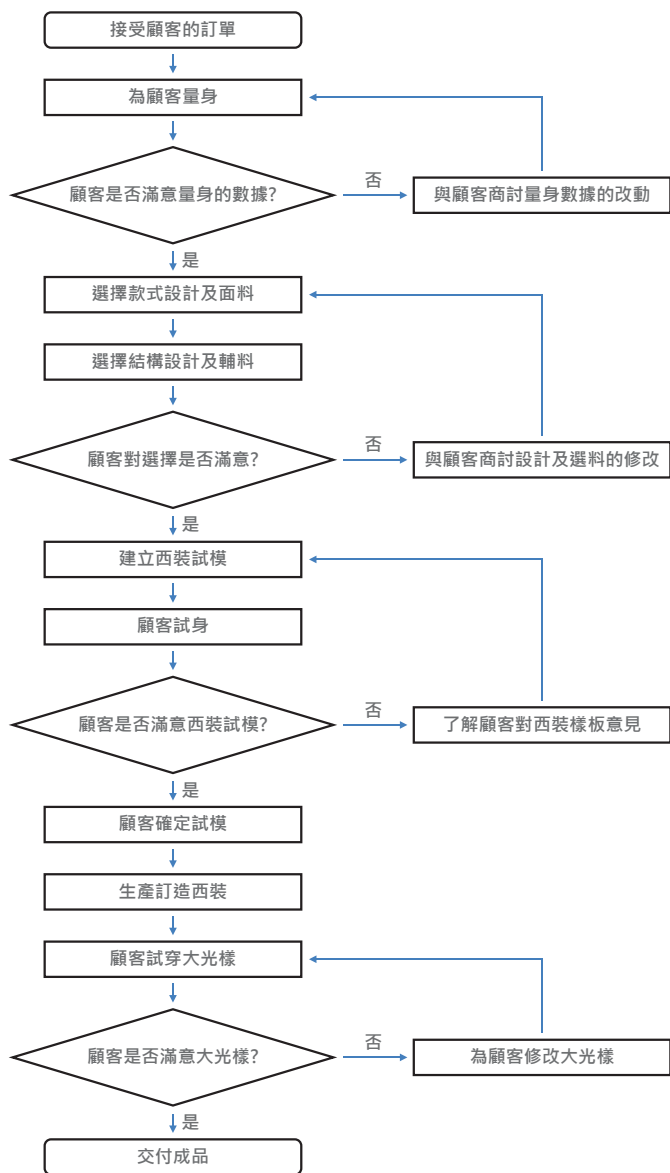 接受顧客的訂單
為顧客量身
顧客是否滿意量身的數據?
否
與顧客商討量身數據的改動
是
選擇款式設計及面料
選擇結構設計及輔料
顧客對選擇是否滿意?
否
與顧客商討設計及選料的修改
是
建立西裝試模
顧客試身
顧客是否滿意西裝試模?
否
了解顧客對西裝樣板意見
是
顧客確定試模
生產訂造西裝
顧客試穿大光樣
顧客是否滿意大光樣?
否
為顧客修改大光樣
是
交付成品